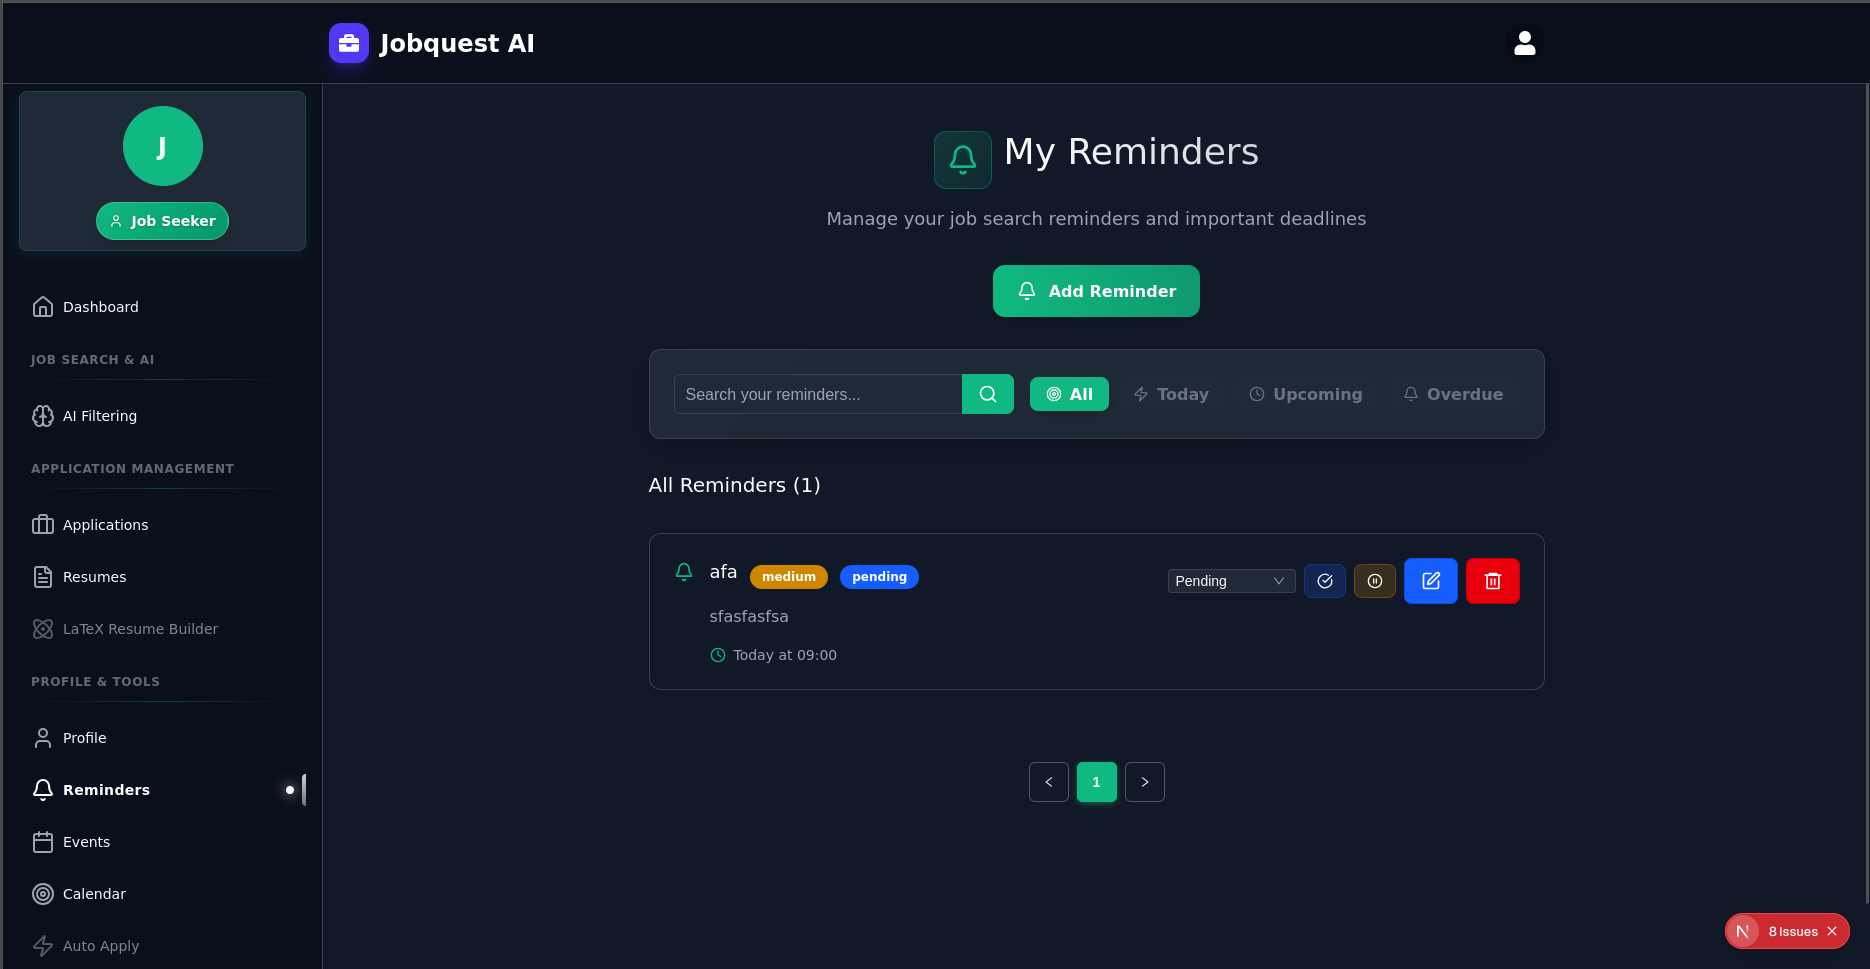 Jobquest AI
J
Job Seeker
Dashboard
JOB SEARCH & AI
AI Filtering
APPLICATION MANAGEMENT
Applications
Resumes
LaTeX Resume Builder
PROFILE & TOOLS
Profile
Reminders
Events
Calendar
Auto Apply
My Reminders
Manage your job search reminders and important deadlines
Add Reminder
Search your reminders...
All
Today
Upcoming
Overdue
All Reminders (1)
afa medium pending
Pending
sfasfasfsa
Today at 09:00
< 1 >
N 8 Issues